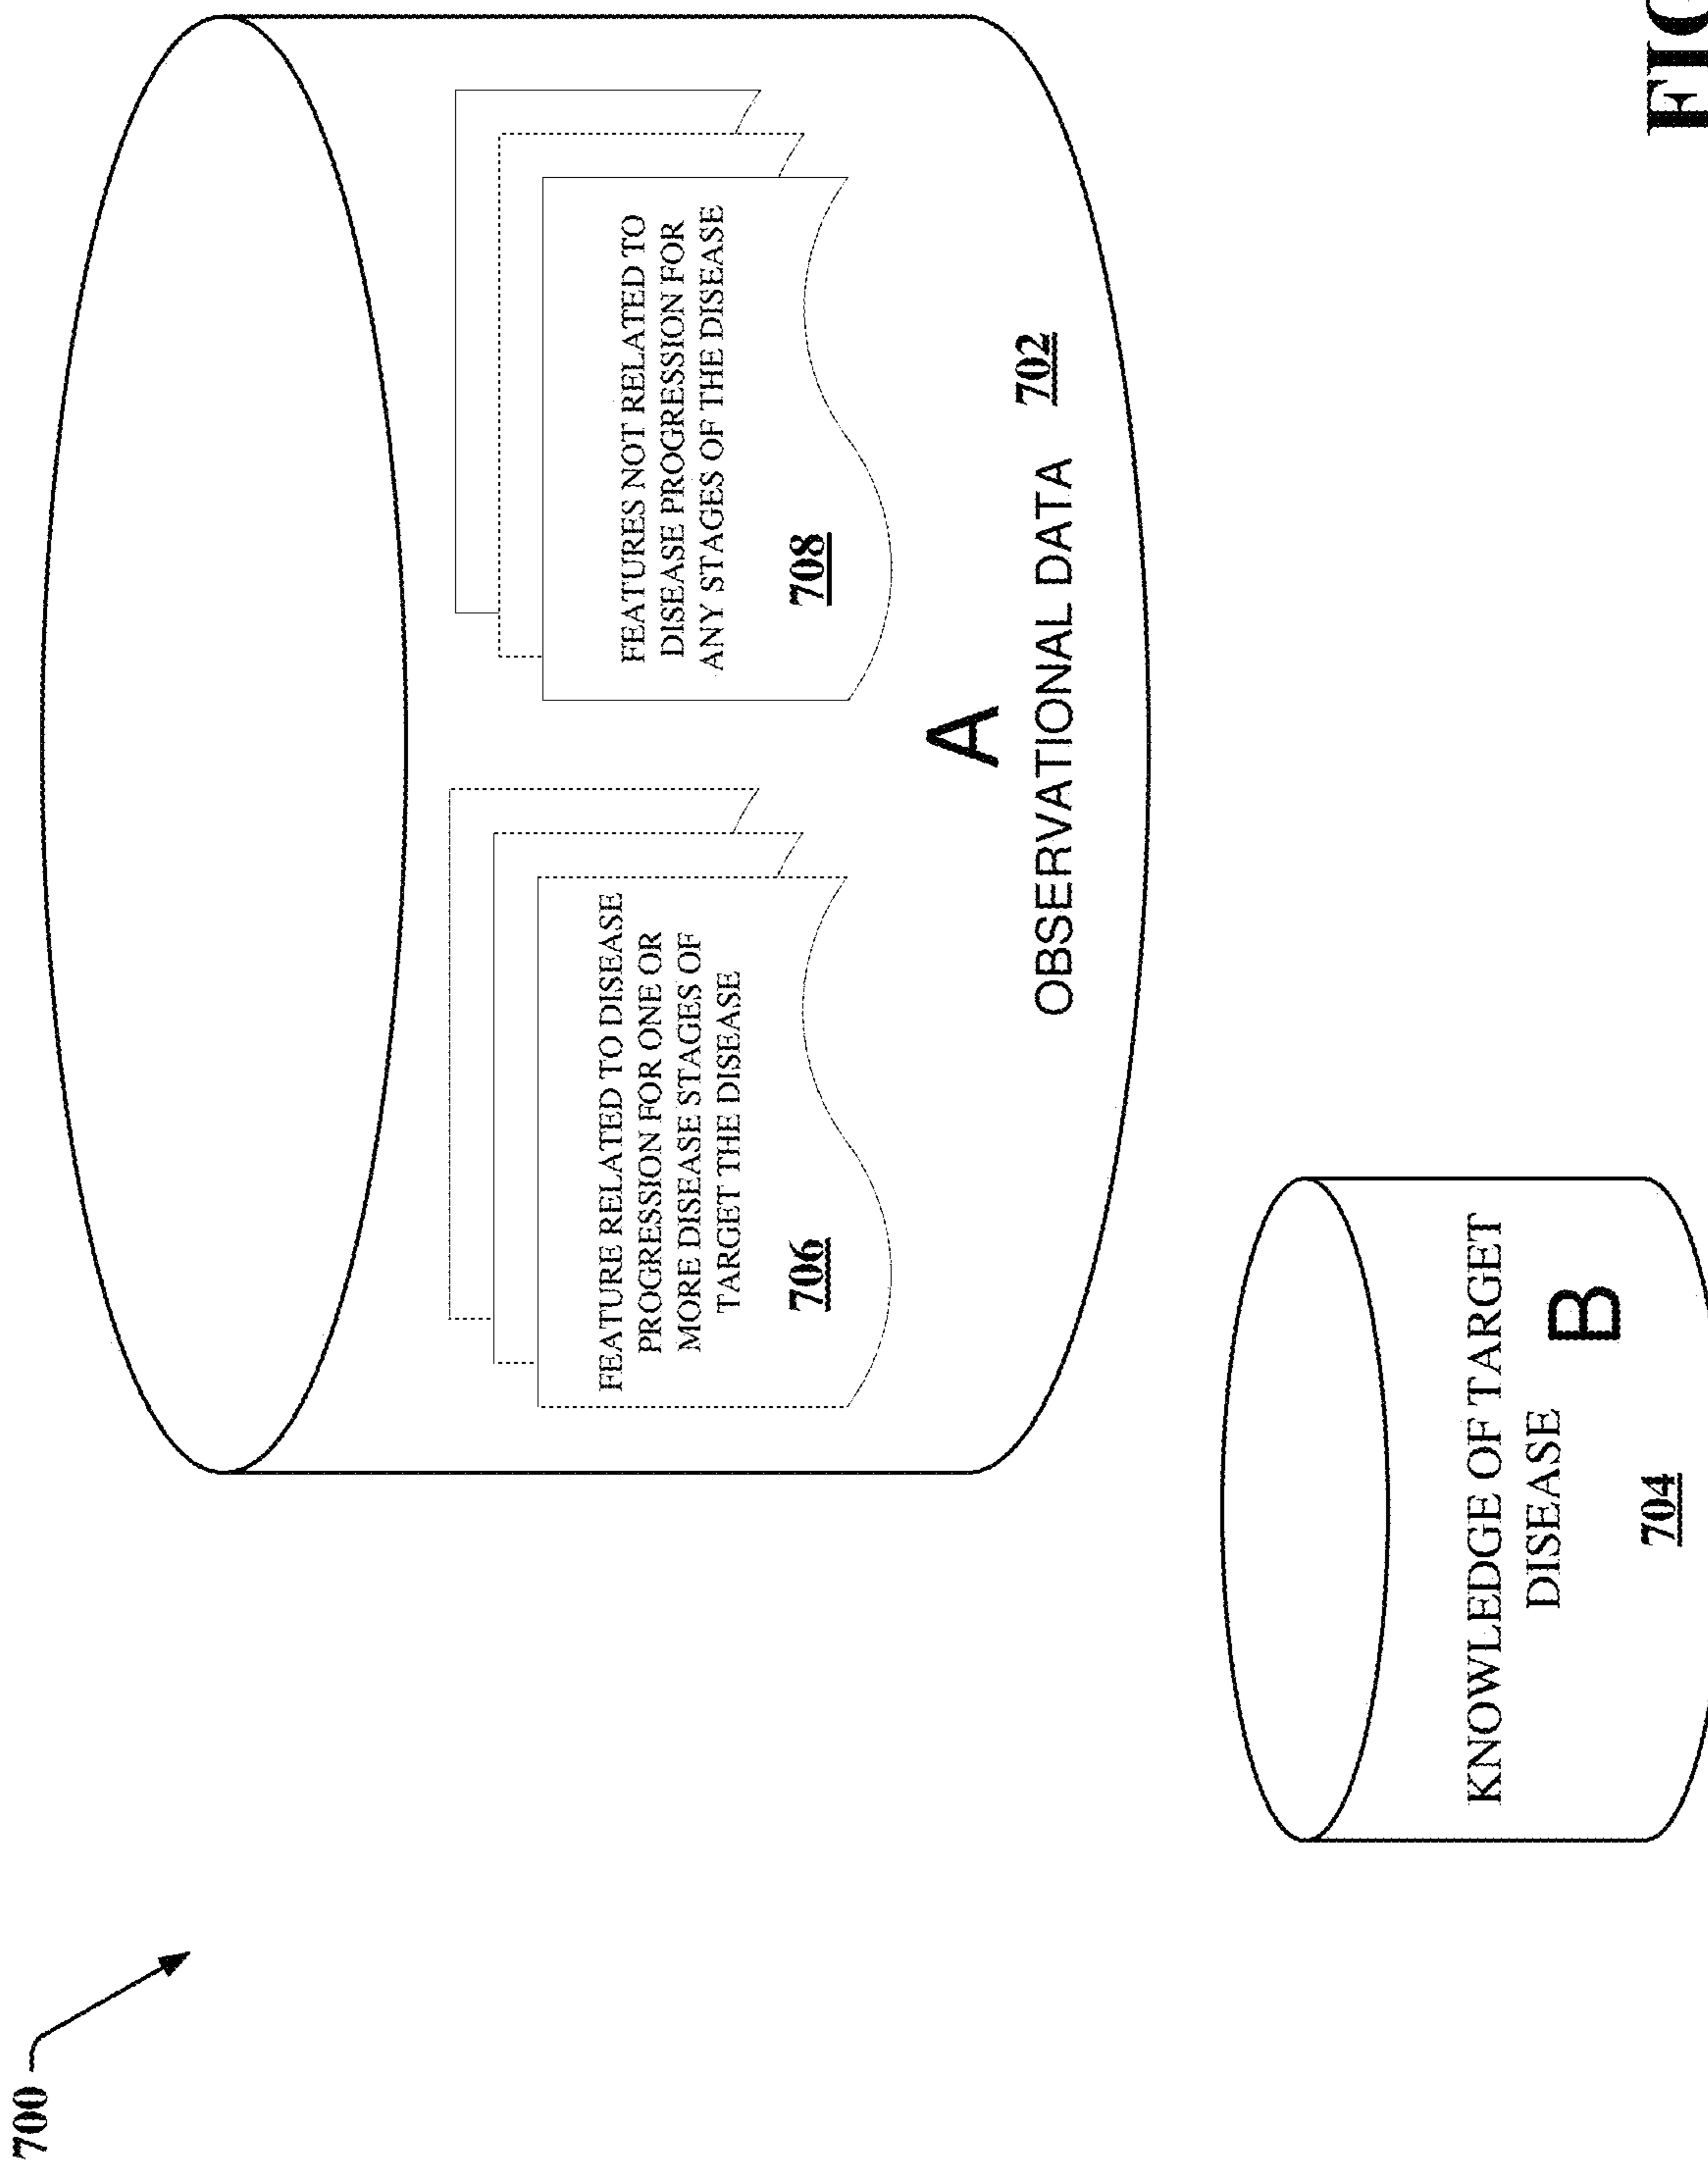 700
FEATURE RELATED TO DISEASE
PROGRESSION FOR ONE OR
MORE DISEASE STAGES OF
TARGET THE DISEASE
706
FEATURES NOT RELATED TO
DISEASE PROGRESSION FOR
ANY STAGES OF THE DISEASE
708
A
OBSERVATIONAL DATA 702
KNOWLEDGE OF TARGET
DISEASE
B
704
FIG